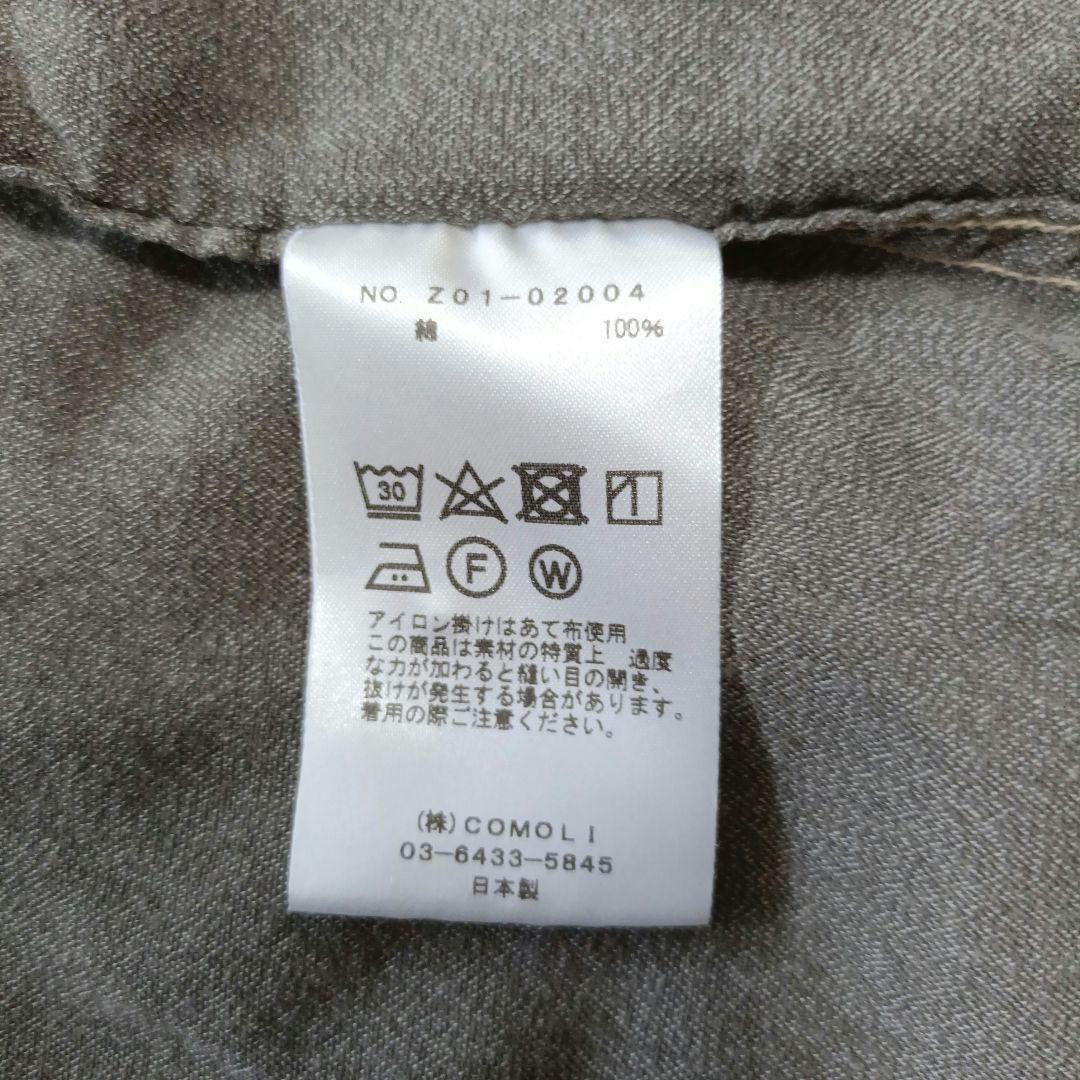 NO. Z01-02004
綿 100%
30
F W
アイロン掛けはあて布使用
この商品は素材の特質上 過度
な力が加わると縫い目の開き、
抜けが発生する場合があります。
着用の際ご注意ください。
(株)COMOLI
03-6433-5845
日本製